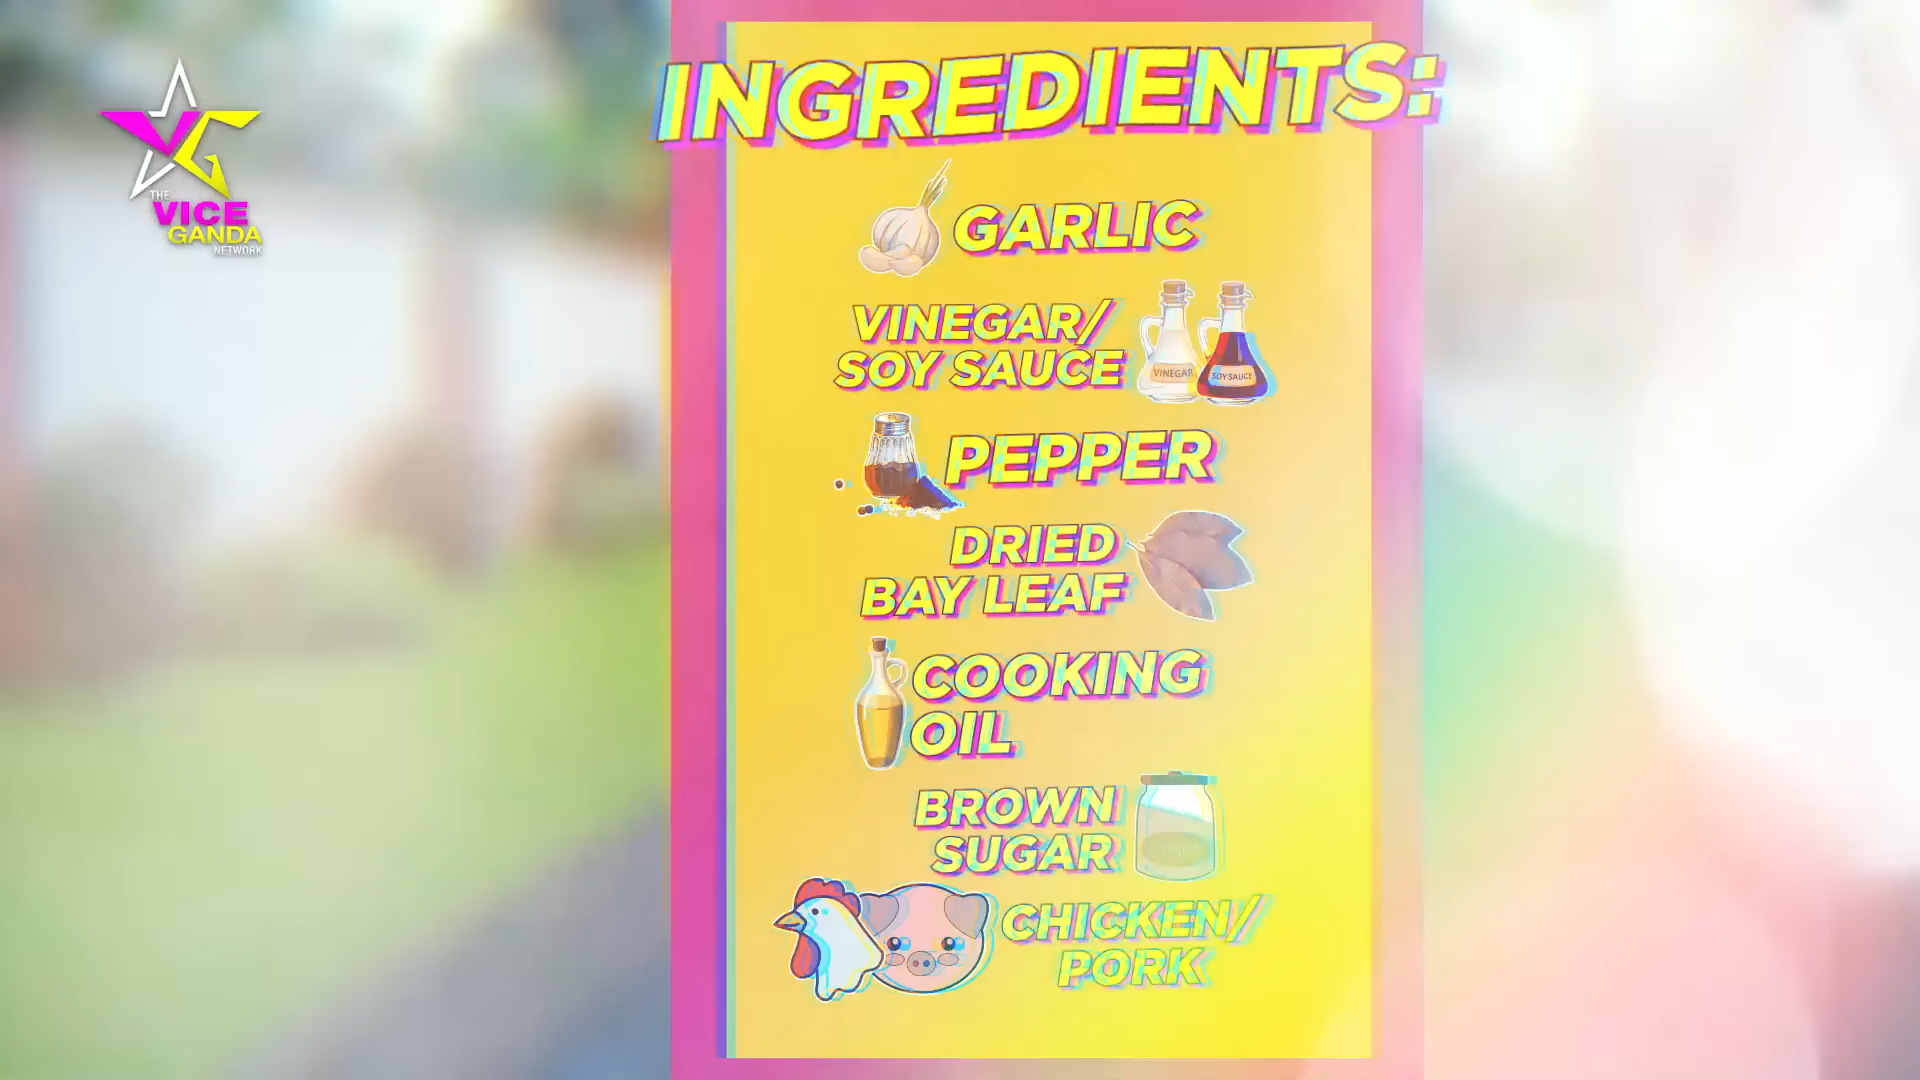 THE
VICE
GANDA
NETWORK
INGREDIENTS:
GARLIC
VINEGAR/
SOY SAUCE
VINEGAR
SOY SAUCE
PEPPER
DRIED
BAY LEAF
COOKING
OIL
BROWN
SUGAR
CHICKEN/
PORK